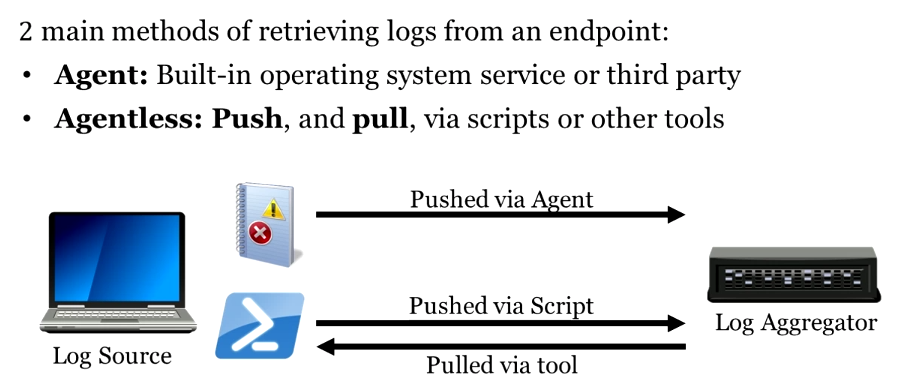 2 main methods of retrieving logs from an endpoint:
• Agent: Built-in operating system service or third party
• Agentless: Push, and pull, via scripts or other tools
Pushed via Agent
Pushed via Script
Log Aggregator
Log Source
Pulled via tool